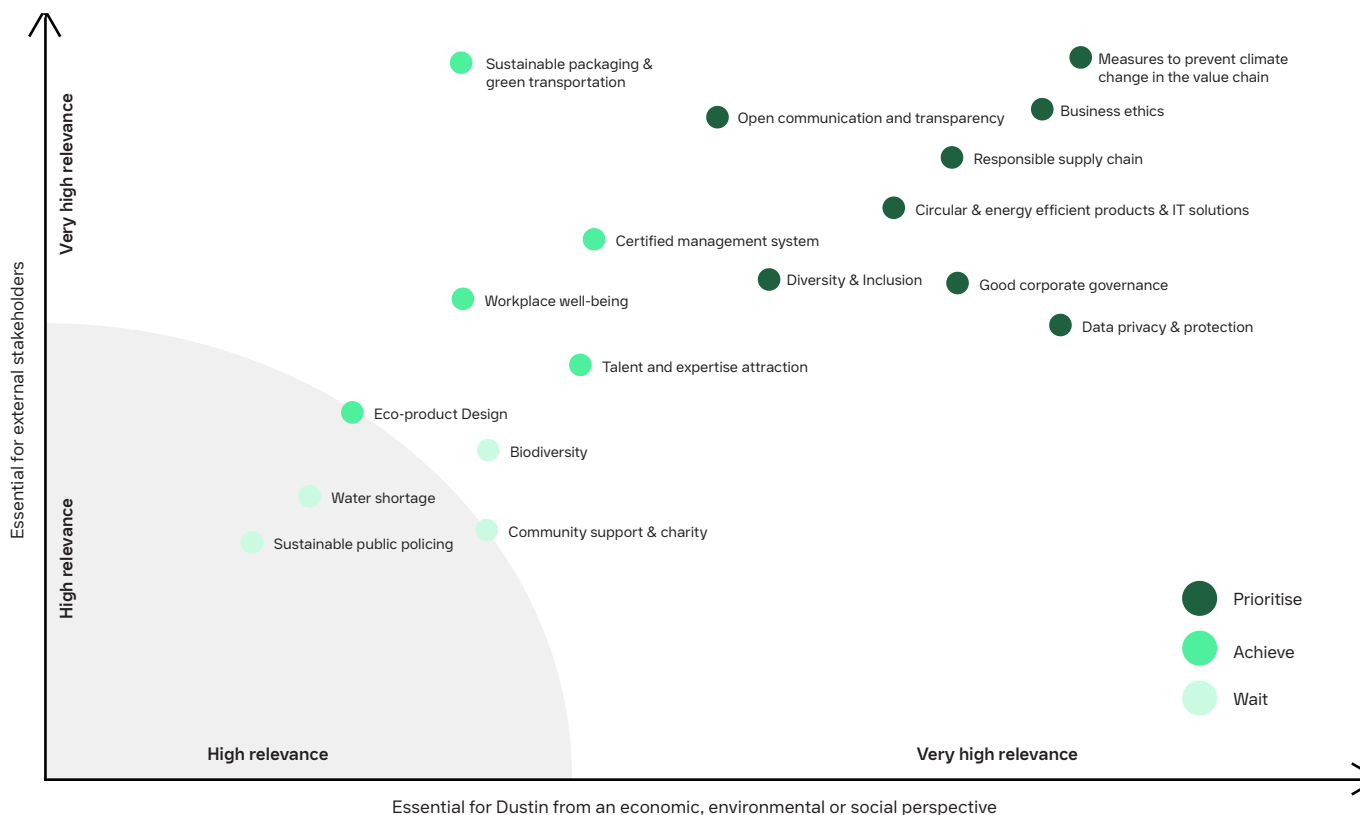 Sustainable packaging &
green transportation
Measures to prevent climate
change in the value chain
Open communication and transparency
Business ethics
Responsible supply chain
Circular & energy efficient products & IT solutions
Certified management system
Diversity & Inclusion
Good corporate governance
Workplace well-being
Data privacy & protection
Talent and expertise attraction
Eco-product Design
Biodiversity
Water shortage
Community support & charity
Sustainable public policing
Very high relevance
Essential for external stakeholders
High relevance
Prioritise
Achieve
Wait
High relevance
Very high relevance
Essential for Dustin from an economic, environmental or social perspective